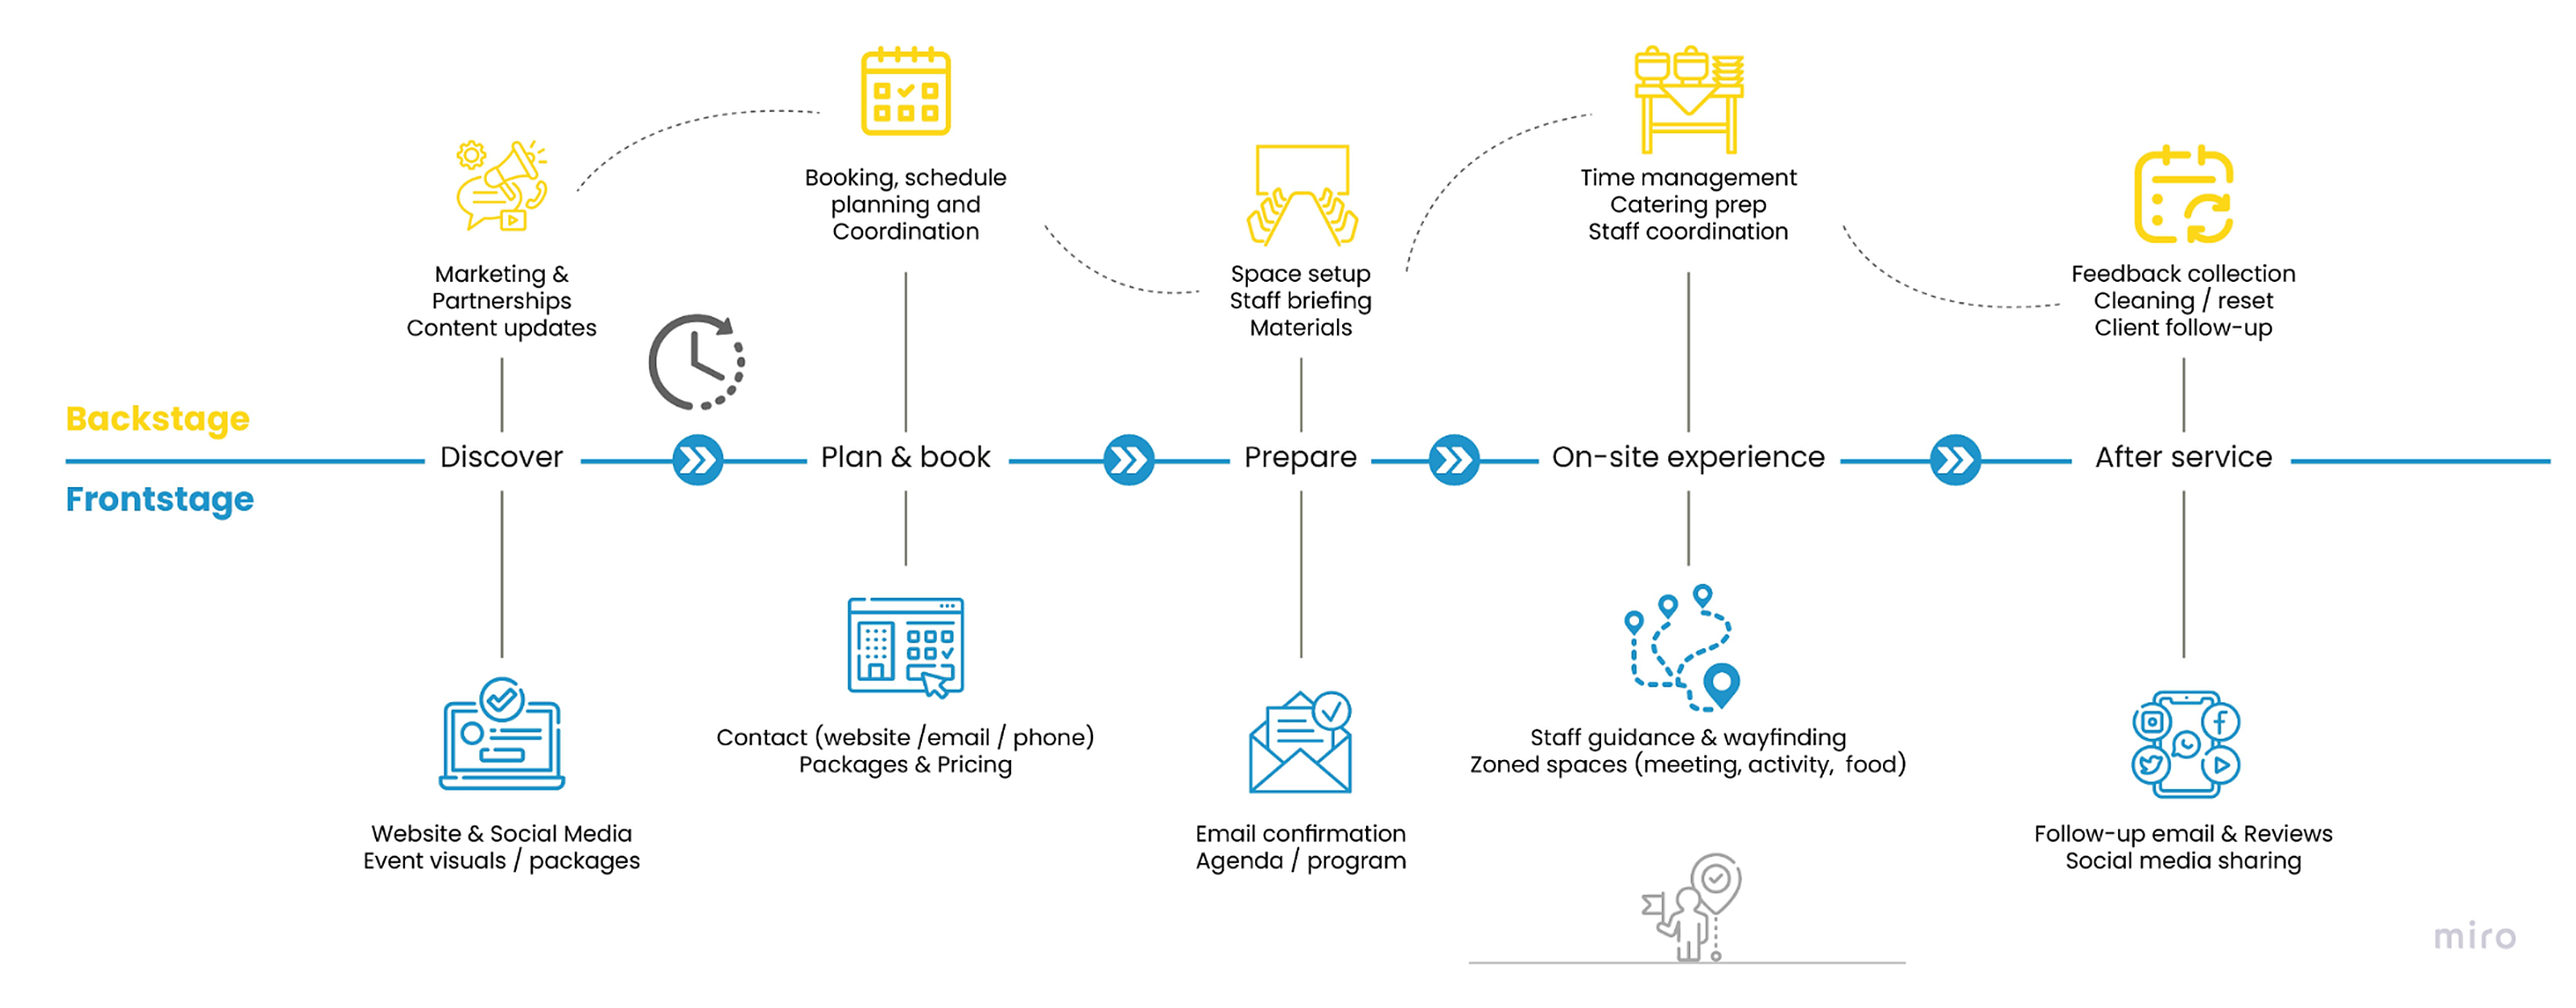 Booking, schedule
planning and
Coordination
Time management
Catering prep
Staff coordination
Marketing &
Partnerships
Content updates
Space setup
Staff briefing
Materials
Feedback collection
Cleaning / reset
Client follow-up
Backstage
Discover
Plan & book
Prepare
On-site experience
After service
Frontstage
Contact (website /email / phone)
Packages & Pricing
Staff guidance & wayfinding
Zoned spaces (meeting, activity, food)
Website & Social Media
Event visuals / packages
Email confirmation
Agenda / program
Follow-up email & Reviews
Social media sharing
miro